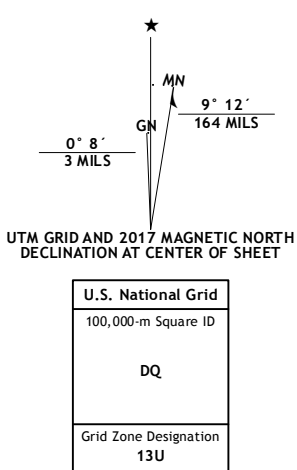 ★
MN
GN
9° 12´
164 MILS
0° 8´
3 MILS
UTM GRID AND 2017 MAGNETIC NORTH
DECLINATION AT CENTER OF SHEET
U.S. National Grid
100,000-m Square ID
DQ
Grid Zone Designation
13U